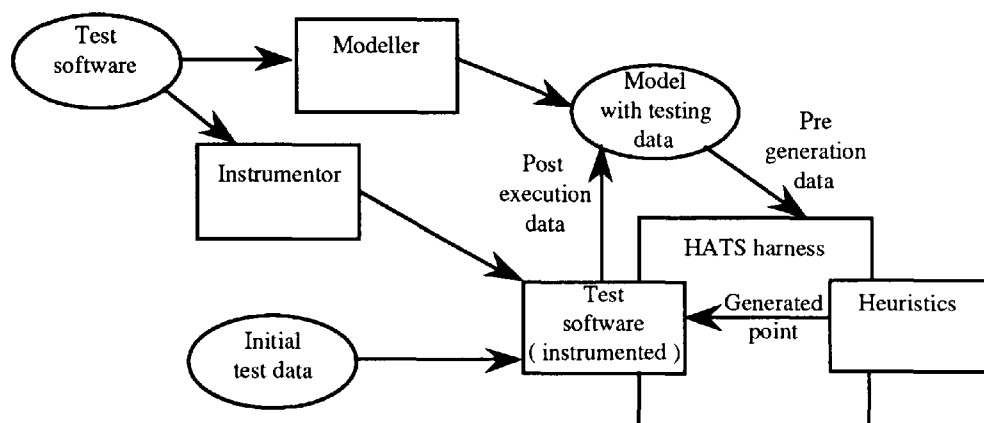 Test
software
Modeller
Model
with testing
data
Pre
generation
data
Instrumentor
Post
execution
data
HATS harness
Test
software
( instrumented )
Generated
point
Heuristics
Initial
test data